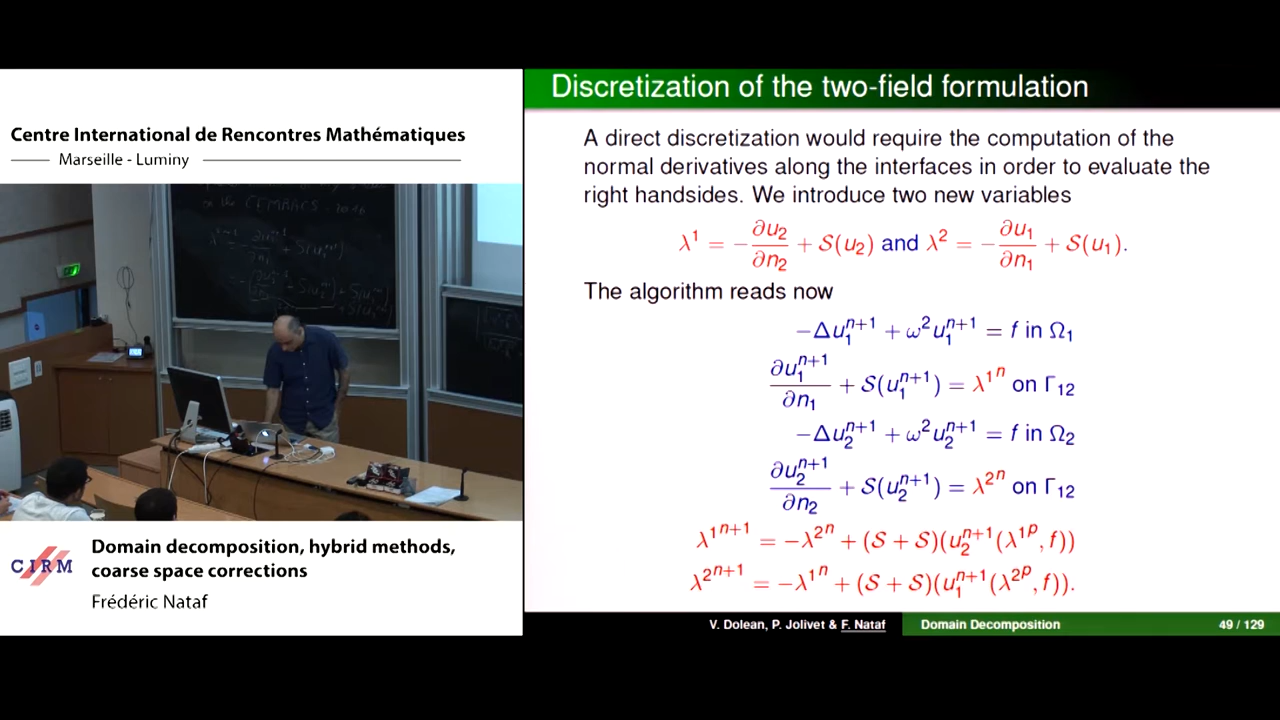 Centre International de Rencontres Mathématiques
Marseille - Luminy
Domain decomposition, hybrid methods,
coarse space corrections
CIRM
Frédéric Nataf
Discretization of the two-field formulation
A direct discretization would require the computation of the
normal derivatives along the interfaces in order to evaluate the
right handsides. We introduce two new variables
λ¹ = −∂u₂/∂n₂ + S(u₂) and λ² = −∂u₁/∂n₁ + S(u₁).
The algorithm reads now
−Δu₁ⁿ⁺¹ + ω²u₁ⁿ⁺¹ = f in Ω₁
∂u₁ⁿ⁺¹/∂n₁ + S(u₁ⁿ⁺¹) = λ¹ⁿ on Γ₁₂
−Δu₂ⁿ⁺¹ + ω²u₂ⁿ⁺¹ = f in Ω₂
∂u₂ⁿ⁺¹/∂n₂ + S(u₂ⁿ⁺¹) = λ²ⁿ on Γ₁₂
λ¹ⁿ⁺¹ = −λ²ⁿ + (S + S)(u₂ⁿ⁺¹(λ¹ᵖ, f))
λ²ⁿ⁺¹ = −λ¹ⁿ + (S + S)(u₁ⁿ⁺¹(λ²ᵖ, f)).
V. Dolean, P. Jolivet & F. Nataf
Domain Decomposition
49 / 129